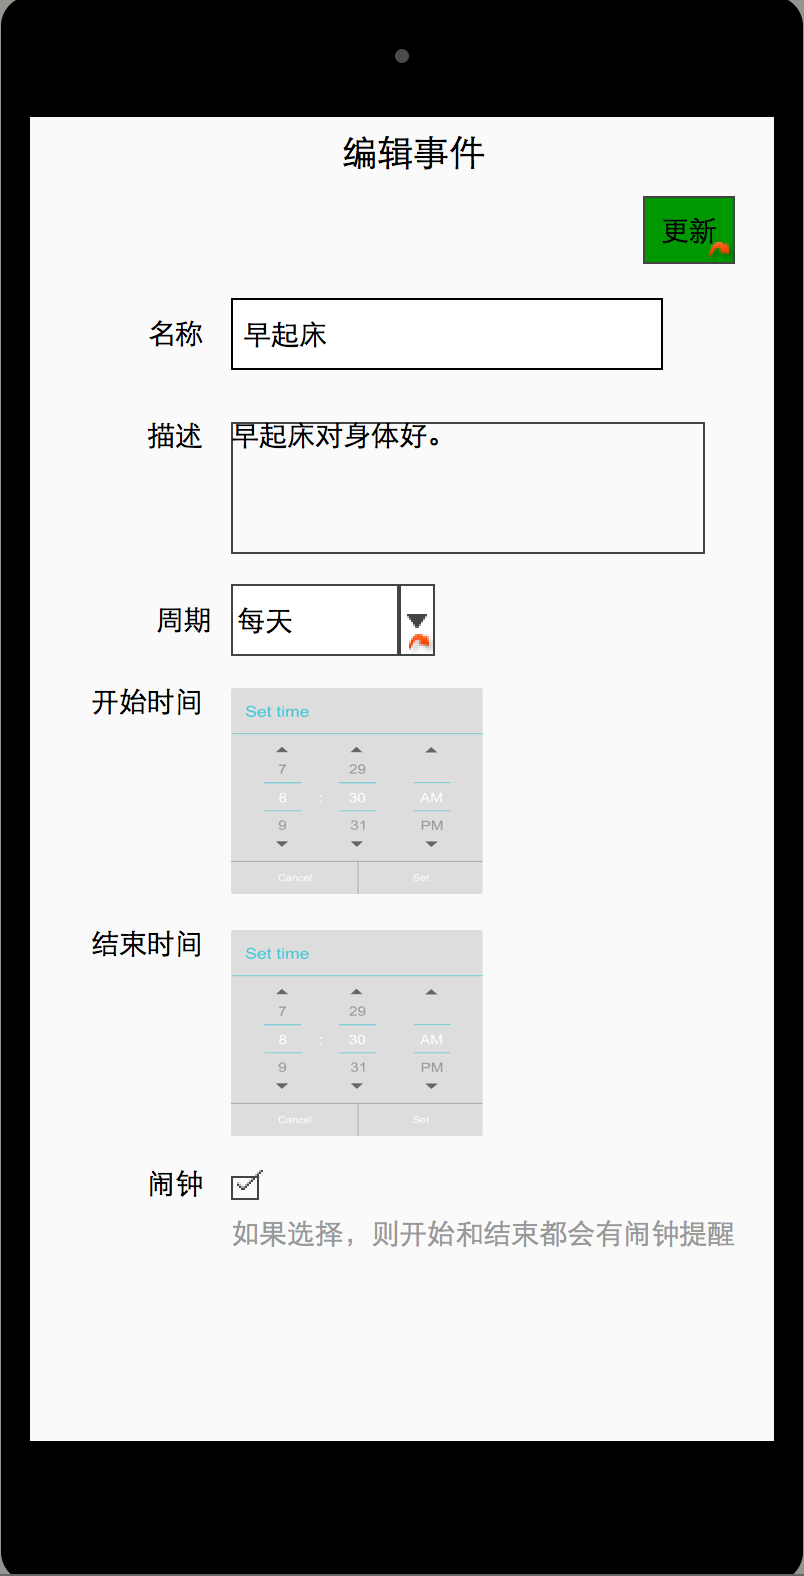 编辑事件
更新
名称 早起床
描述 早起床对身体好。
周期 每天
开始时间 Set time
7 29
8 : 30 AM
9 31 PM
Cancel Set
结束时间 Set time
7 29
8 : 30 AM
9 31 PM
Cancel Set
闹钟
如果选择，则开始和结束都会有闹钟提醒